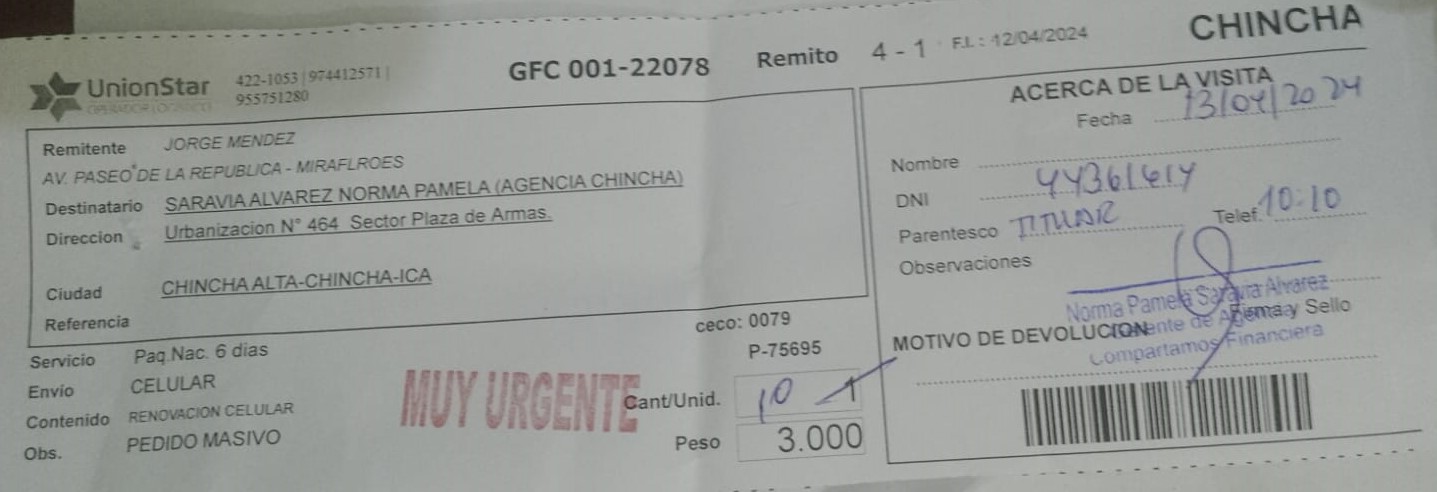 UnionStar 422-1053 | 974412571 | 955751280
OPERADOR LOGISTICO
GFC 001-22078 Remito 4 - 1 F.I.: 12/04/2024 CHINCHA
Remitente JORGE MENDEZ
AV. PASEO DE LA REPUBLICA - MIRAFLROES
Destinatario SARAVIA ALVAREZ NORMA PAMELA (AGENCIA CHINCHA)
Direccion Urbanizacion N° 464 Sector Plaza de Armas.
Ciudad CHINCHA ALTA-CHINCHA-ICA
Referencia
ceco: 0079
Servicio Paq.Nac. 6 dias P-75695
Envio CELULAR
Contenido RENOVACION CELULAR
Obs. PEDIDO MASIVO
MUY URGENTE
Cant/Unid. 10 1
Peso 3.000
ACERCA DE LA VISITA
Fecha 13/04/2024
Nombre
DNI 44361614
Parentesco TITULAR Telef. 10:10
Observaciones
Norma Pamela Saravia Alvarez
Firma y Sello
MOTIVO DE DEVOLUCION
Gerente de Agencia
Compartamos Financiera